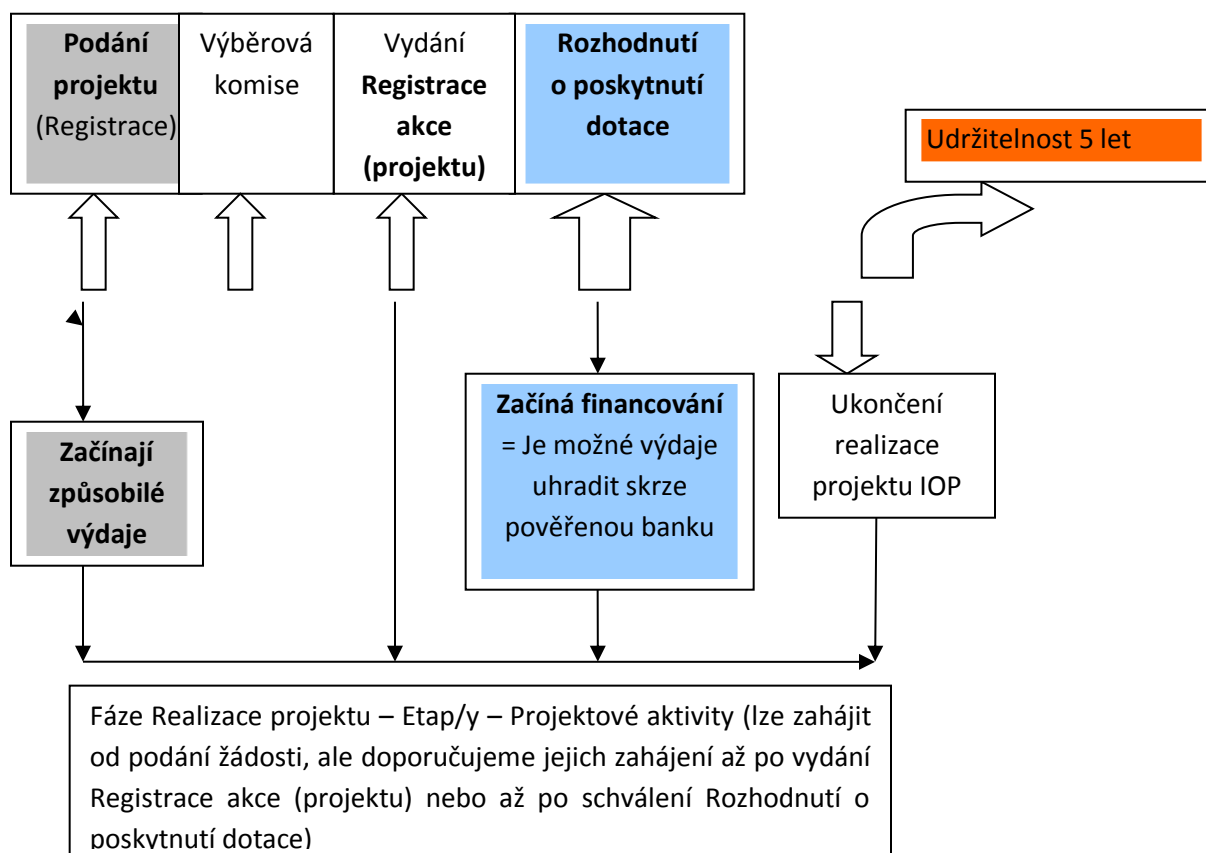 Podání
projektu
(Registrace)
Výběrová
komise
Vydání
Registrace
akce
(projektu)
Rozhodnutí
o poskytnutí
dotace
Udržitelnost 5 let
Začínají
způsobilé
výdaje
Začíná financování
= Je možné výdaje
uhradit skrze
pověřenou banku
Ukončení
realizace
projektu IOP
Fáze Realizace projektu – Etap/y – Projektové aktivity (lze zahájit
od podání žádosti, ale doporučujeme jejich zahájení až po vydání
Registrace akce (projektu) nebo až po schválení Rozhodnutí o
poskytnutí dotace)